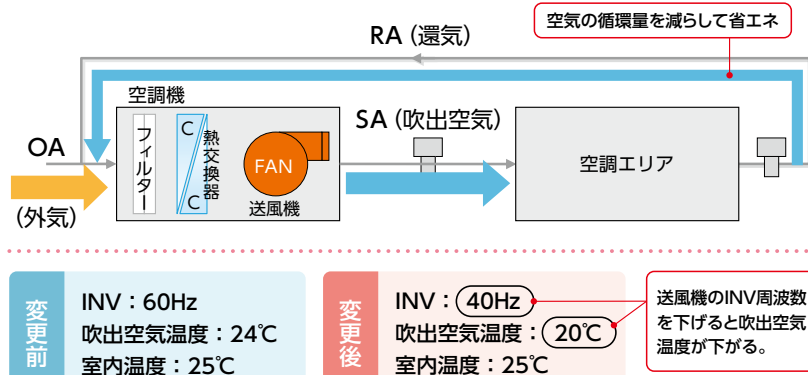 空気の循環量を減らして省エネ
RA（還気）
空調機
SA（吹出空気）
OA
（外気）
フィルター
C
C
熱交換器
FAN
送風機
空調エリア
変更前
INV：60Hz
吹出空気温度：24℃
室内温度：25℃
変更後
INV：40Hz
吹出空気温度：20℃
室内温度：25℃
送風機のINV周波数
を下げると吹出空気
温度が下がる。